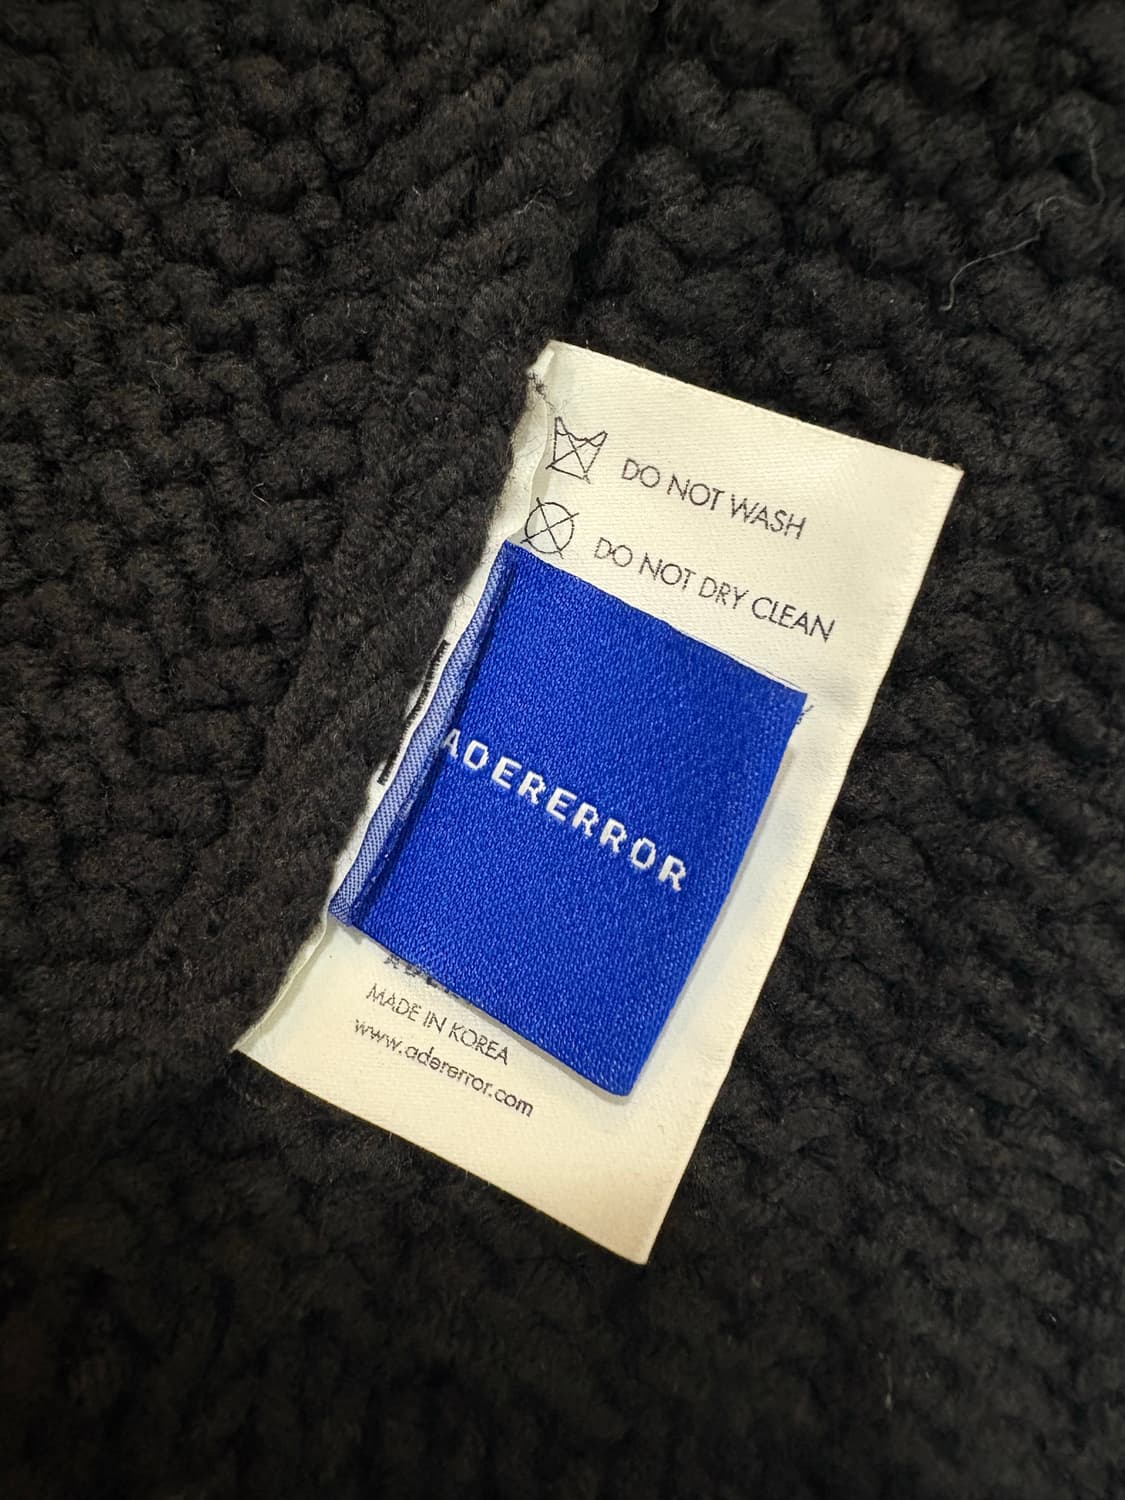 DO NOT WASH
DO NOT DRY CLEAN
ADERERROR
MADE IN KOREA
www.adererror.com